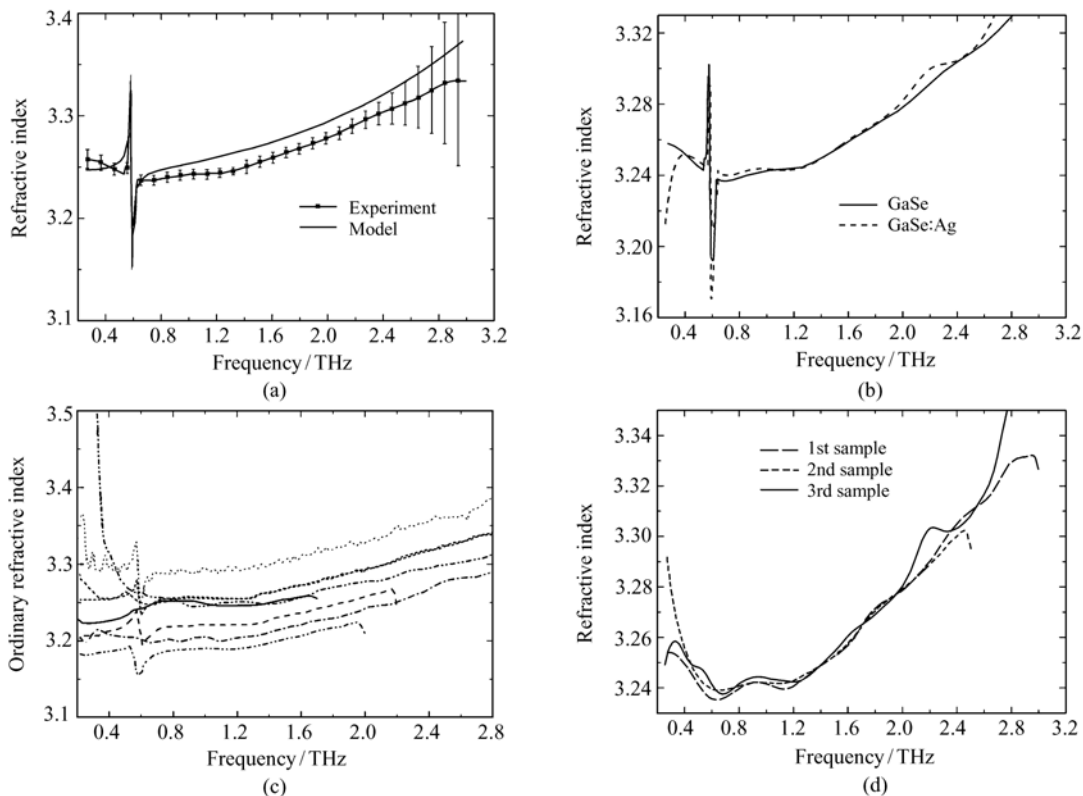 3.4
3.3
3.2
3.1
Refractive index
Experiment
Model
0.4 0.8 1.2 1.6 2.0 2.4 2.8 3.2
Frequency / THz
(a)
3.32
3.28
3.24
3.20
3.16
Refractive index
GaSe
GaSe:Ag
0.4 0.8 1.2 1.6 2.0 2.4 2.8 3.2
Frequency / THz
(b)
3.5
3.4
3.3
3.2
3.1
Ordinary refractive index
0.4 0.8 1.2 1.6 2.0 2.4 2.8
Frequency / THz
(c)
3.34
3.33
3.30
3.28
3.26
3.24
Refractive index
1st sample
2nd sample
3rd sample
0.4 0.8 1.2 1.6 2.0 2.4 2.8 3.2
Frequency / THz
(d)